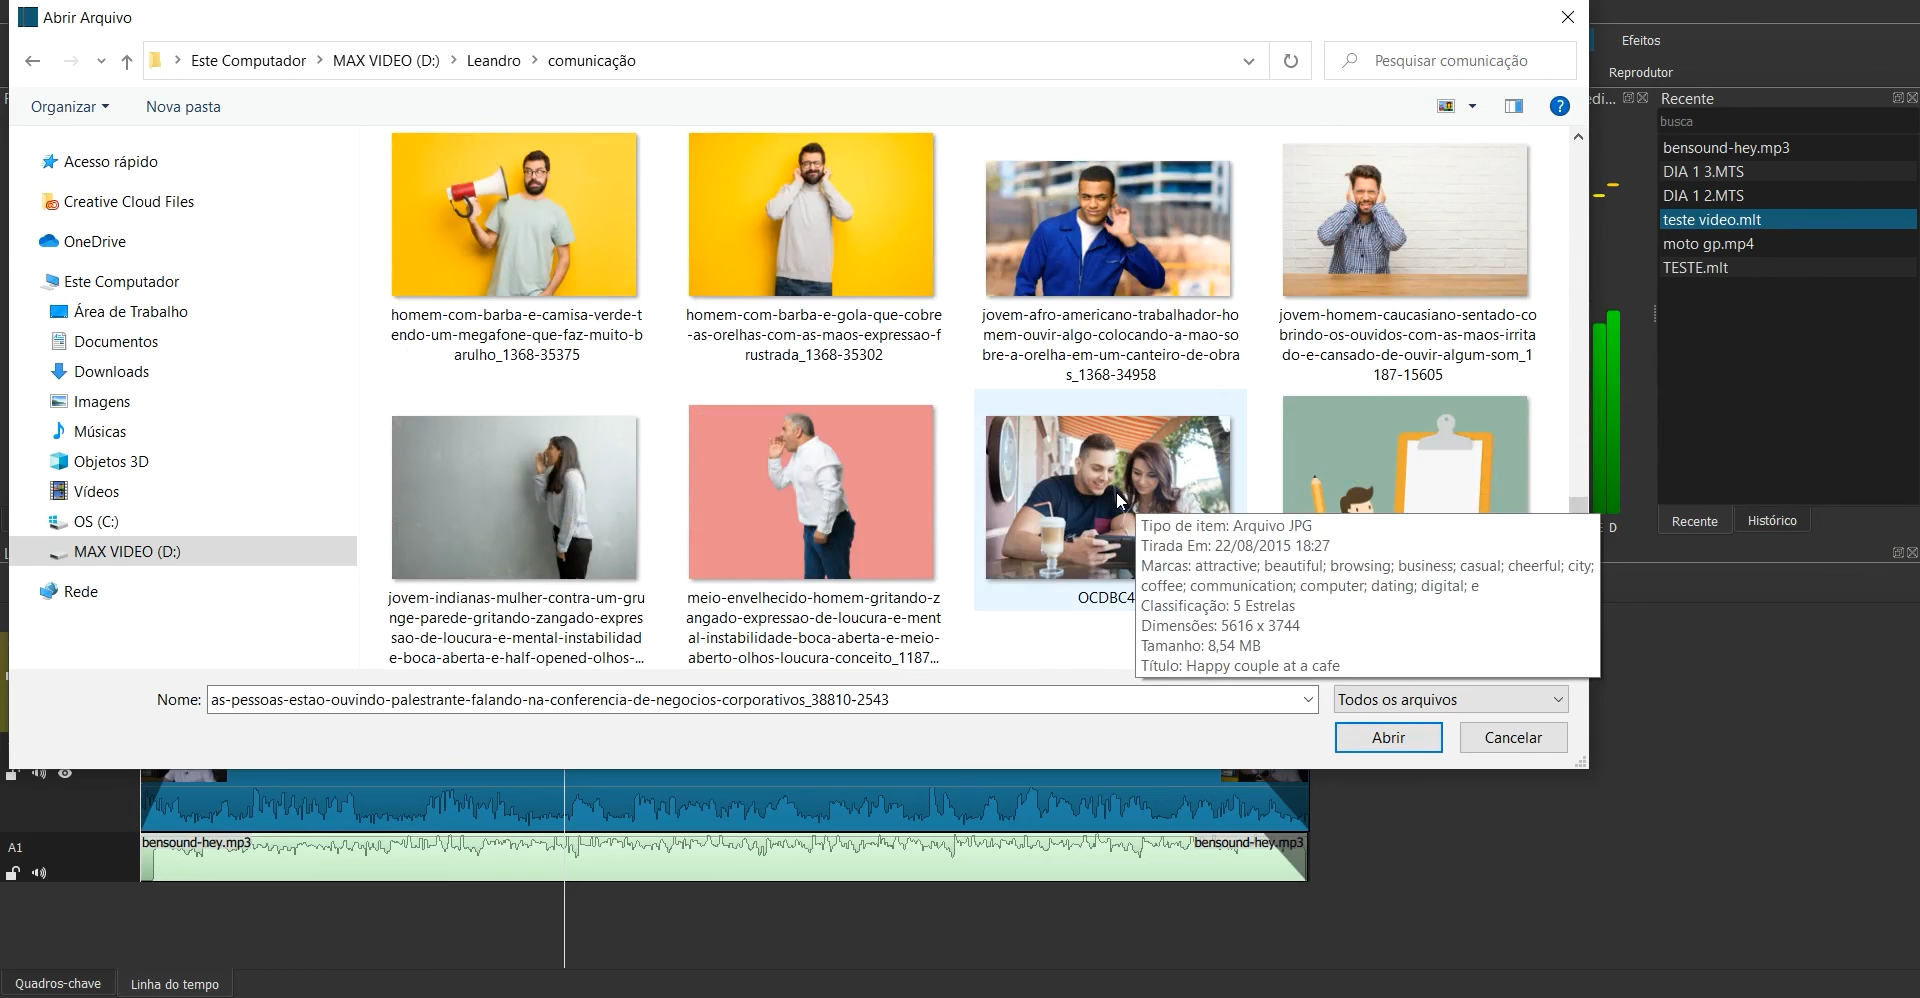 Abrir Arquivo
Efeitos
Este Computador > MAX VIDEO (D:) > Leandro > comunicação
Pesquisar comunicação
Reprodutor
Organizar
Nova pasta
?
edi...
Recente
busca
bensound-hey.mp3
DIA 1 3.MTS
DIA 1 2.MTS
teste video.mlt
moto gp.mp4
TESTE.mlt
Acesso rápido
Creative Cloud Files
OneDrive
Este Computador
Área de Trabalho
Documentos
Downloads
Imagens
Músicas
Objetos 3D
Vídeos
OS (C:)
MAX VIDEO (D:)
Rede
homem-com-barba-e-camisa-verde-t
endo-um-megafone-que-faz-muito-b
arulho_1368-35375
homem-com-barba-e-gola-que-cobre
-as-orelhas-com-as-maos-expressao-f
rustrada_1368-35302
jovem-afro-americano-trabalhador-ho
mem-ouvir-algo-colocando-a-mao-so
bre-a-orelha-em-um-canteiro-de-obra
s_1368-34958
jovem-homem-caucasiano-sentado-co
brindo-os-ouvidos-com-as-maos-irrita
do-e-cansado-de-ouvir-algum-som_1
187-15605
jovem-indianas-mulher-contra-um-gru
nge-parede-gritando-zangado-expres
sao-de-loucura-e-mental-instabilidad
e-boca-aberta-e-half-opened-olhos-...
meio-envelhecido-homem-gritando-z
angado-expressao-de-loucura-e-ment
al-instabilidade-boca-aberta-e-meio-
aberto-olhos-loucura-conceito_1187...
OCDBC4
Tipo de item: Arquivo JPG
Tirada Em: 22/08/2015 18:27
Marcas: attractive; beautiful; browsing; business; casual; cheerful; city;
coffee; communication; computer; dating; digital; e
Classificação: 5 Estrelas
Dimensões: 5616 x 3744
Tamanho: 8,54 MB
Título: Happy couple at a cafe
E D
Recente
Histórico
Nome: as-pessoas-estao-ouvindo-palestrante-falando-na-conferencia-de-negocios-corporativos_38810-2543
Todos os arquivos
Abrir
Cancelar
A1
bensound-hey.mp3
bensound-hey.mp3
Quadros-chave
Linha do tempo